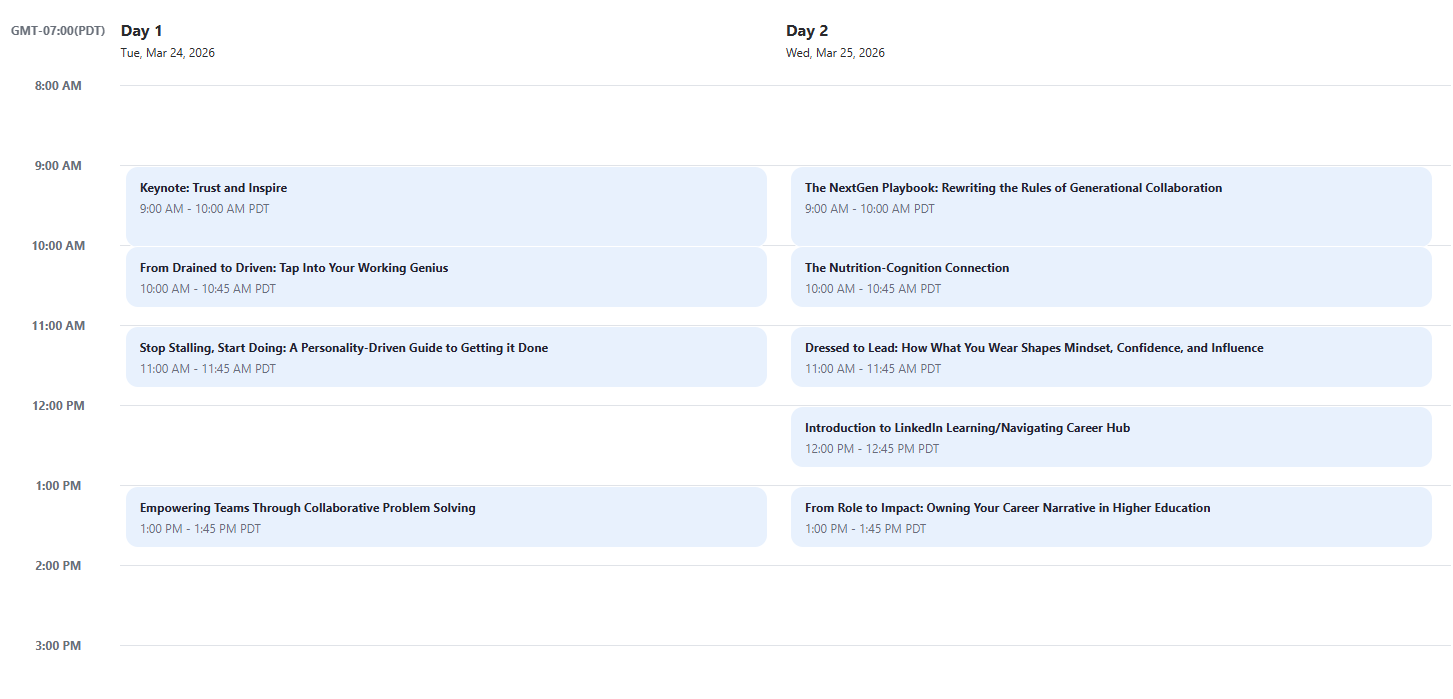 GMT-07:00(PDT)
Day 1
Tue, Mar 24, 2026
Day 2
Wed, Mar 25, 2026
8:00 AM
9:00 AM
Keynote: Trust and Inspire
9:00 AM - 10:00 AM PDT
The NextGen Playbook: Rewriting the Rules of Generational Collaboration
9:00 AM - 10:00 AM PDT
10:00 AM
From Drained to Driven: Tap Into Your Working Genius
10:00 AM - 10:45 AM PDT
The Nutrition-Cognition Connection
10:00 AM - 10:45 AM PDT
11:00 AM
Stop Stalling, Start Doing: A Personality-Driven Guide to Getting it Done
11:00 AM - 11:45 AM PDT
Dressed to Lead: How What You Wear Shapes Mindset, Confidence, and Influence
11:00 AM - 11:45 AM PDT
12:00 PM
Introduction to LinkedIn Learning/Navigating Career Hub
12:00 PM - 12:45 PM PDT
1:00 PM
Empowering Teams Through Collaborative Problem Solving
1:00 PM - 1:45 PM PDT
From Role to Impact: Owning Your Career Narrative in Higher Education
1:00 PM - 1:45 PM PDT
2:00 PM
3:00 PM